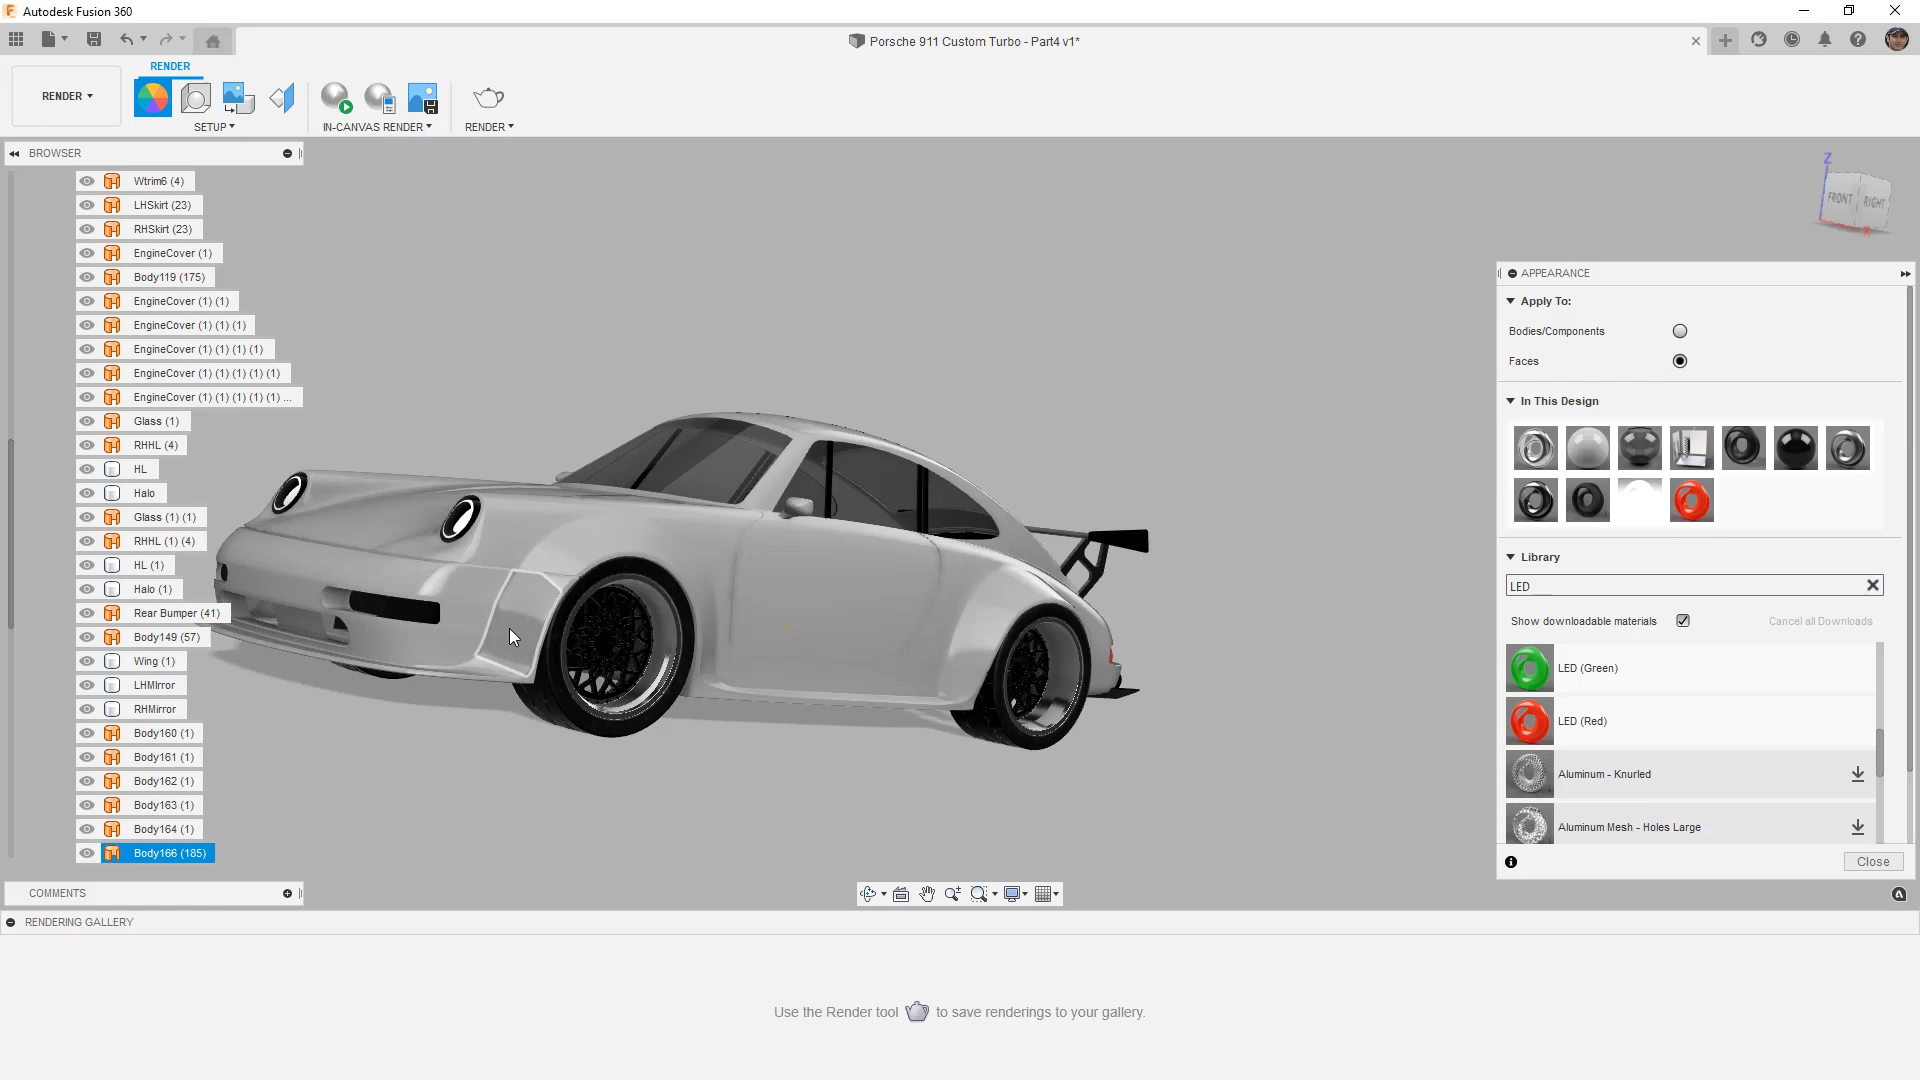 Autodesk Fusion 360
Porsche 911 Custom Turbo - Part4 v1*
RENDER
RENDER
SETUP
IN-CANVAS RENDER
RENDER
BROWSER
Wtrim6 (4)
LHSkirt (23)
RHSkirt (23)
EngineCover (1)
Body119 (175)
EngineCover (1) (1)
EngineCover (1) (1) (1)
EngineCover (1) (1) (1) (1)
EngineCover (1) (1) (1) (1) (1)
EngineCover (1) (1) (1) (1) (1) ...
Glass (1)
RHHL (4)
HL
Halo
Glass (1) (1)
RHHL (1) (4)
HL (1)
Halo (1)
Rear Bumper (41)
Body149 (57)
Wing (1)
LHMIrror
RHMirror
Body160 (1)
Body161 (1)
Body162 (1)
Body163 (1)
Body164 (1)
Body166 (185)
COMMENTS
Z
FRONT
RIGHT
X
APPEARANCE
Apply To:
Bodies/Components
Faces
In This Design
Library
LED
Show downloadable materials
Cancel all Downloads
LED (Green)
LED (Red)
Aluminum - Knurled
Aluminum Mesh - Holes Large
Close
RENDERING GALLERY
Use the Render tool to save renderings to your gallery.